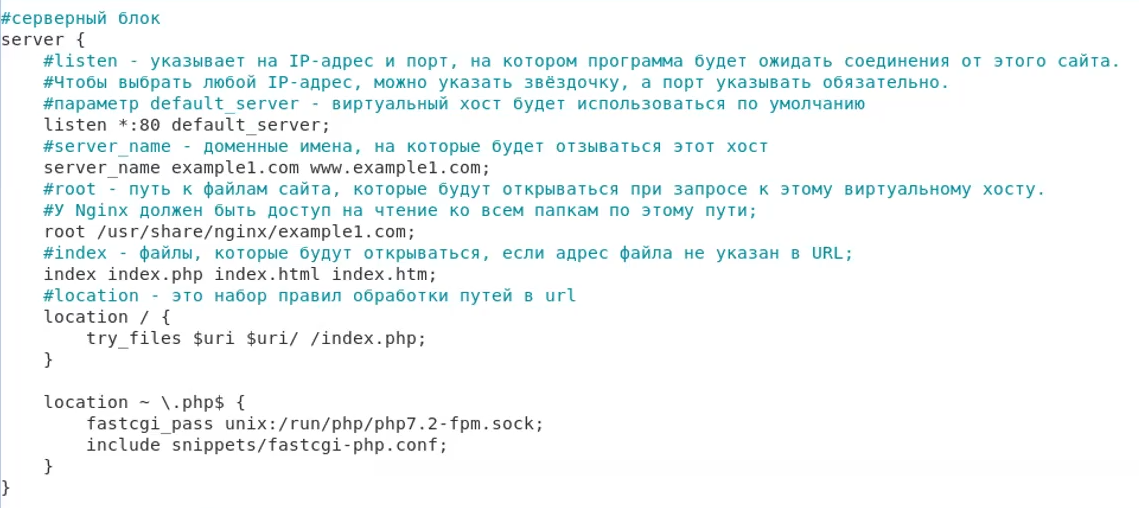 #серверный блок
server {
    #listen - указывает на IP-адрес и порт, на котором программа будет ожидать соединения от этого сайта.
    #Чтобы выбрать любой IP-адрес, можно указать звёздочку, а порт указывать обязательно.
    #параметр default_server - виртуальный хост будет использоваться по умолчанию
    listen *:80 default_server;
    #server_name - доменные имена, на которые будет отзываться этот хост
    server_name example1.com www.example1.com;
    #root - путь к файлам сайта, которые будут открываться при запросе к этому виртуальному хосту.
    #У Nginx должен быть доступ на чтение ко всем папкам по этому пути;
    root /usr/share/nginx/example1.com;
    #index - файлы, которые будут открываться, если адрес файла не указан в URL;
    index index.php index.html index.htm;
    #location - это набор правил обработки путей в url
    location / {
        try_files $uri $uri/ /index.php;
    }

    location ~ \.php$ {
        fastcgi_pass unix:/run/php/php7.2-fpm.sock;
        include snippets/fastcgi-php.conf;
    }
}